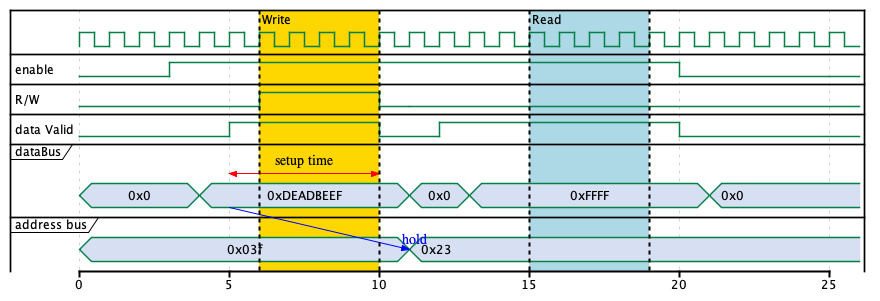 Write Read
enable
R/W
data Valid
dataBus
setup time
0x0 0xDEADBEEF 0x0 0xFFFF 0x0
address bus
hold
0x03f 0x23
0 5 10 15 20 25